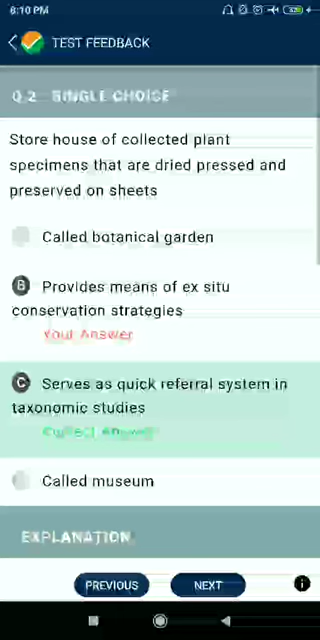 6:10 PM
TEST FEEDBACK
Q.2 SINGLE CHOICE
Store house of collected plant
specimens that are dried pressed and
preserved on sheets
Called botanical garden
B Provides means of ex situ
conservation strategies
Your Answer
C Serves as quick referral system in
taxonomic studies
Correct Answer
Called museum
EXPLANATION
PREVIOUS
NEXT